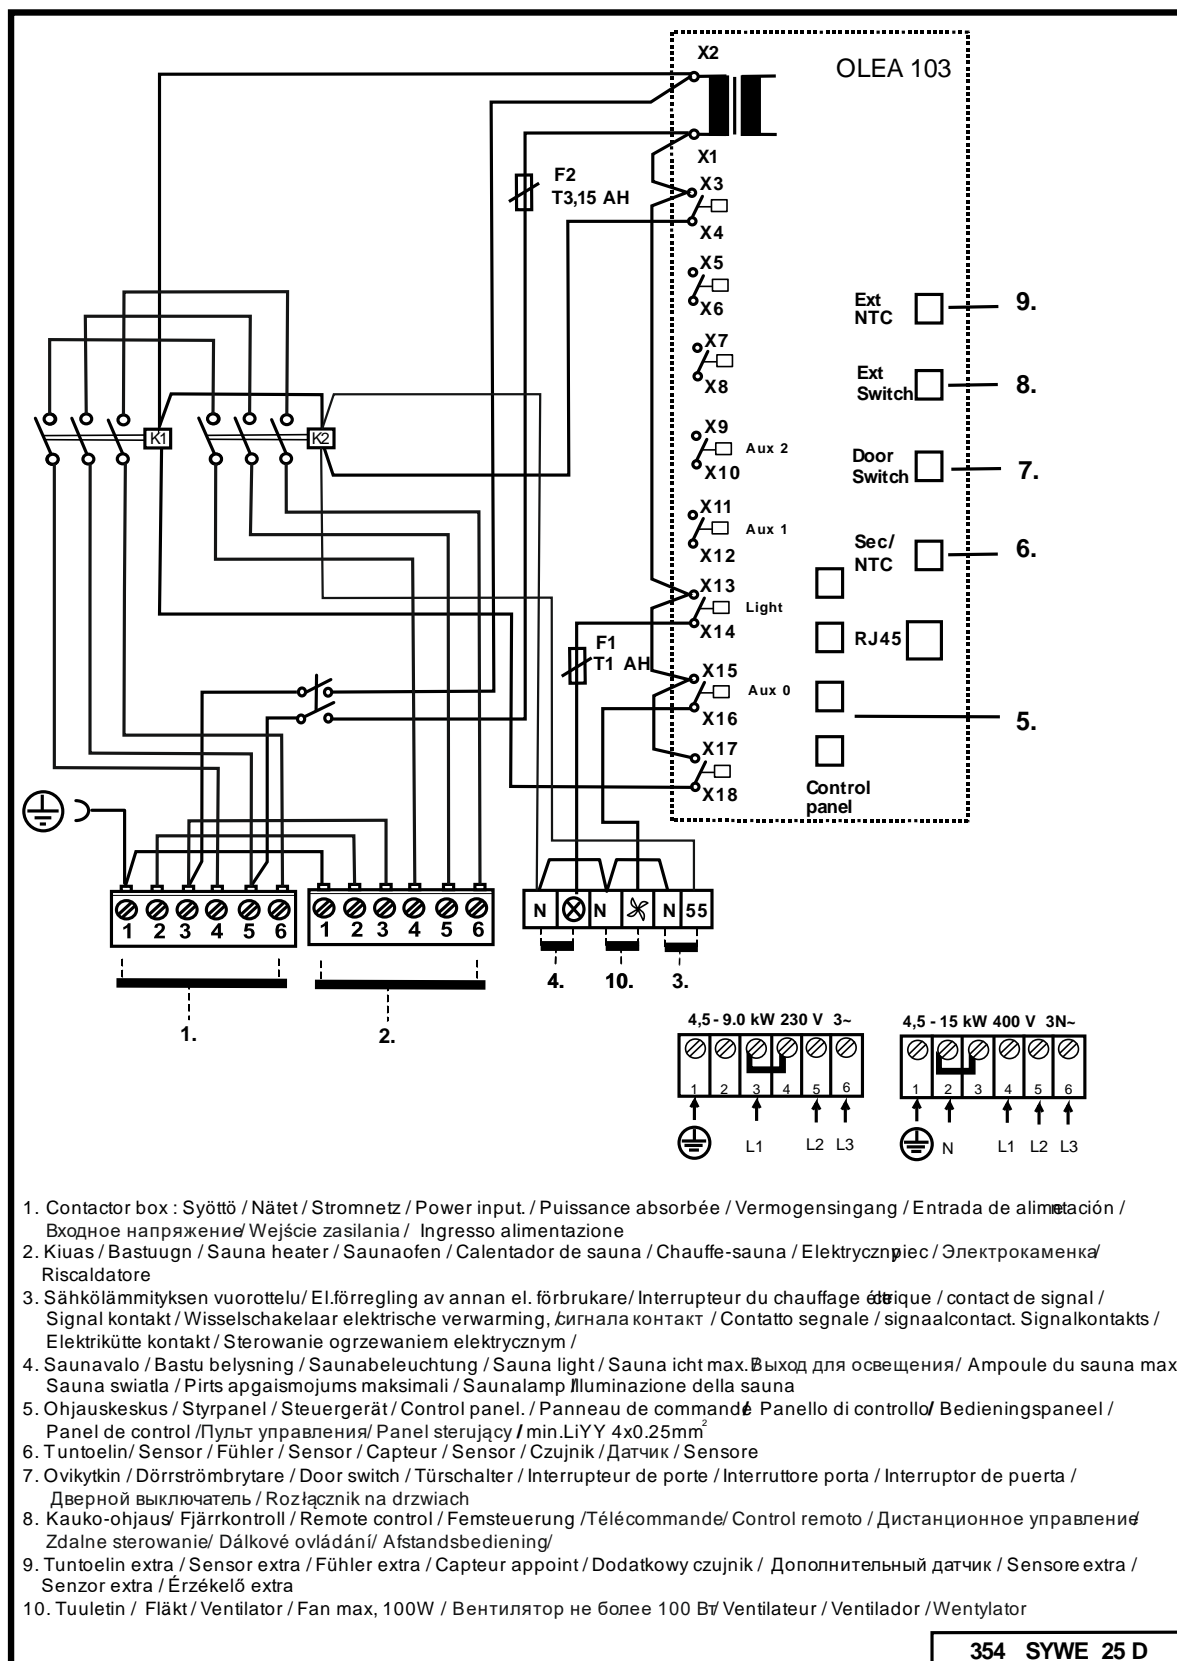 X2
OLEA 103
X1
F2
T3,15 AH
X3
X4
X5
X6
Ext
NTC
9.
X7
X8
Ext
Switch
8.
K1
K2
X9
Aux 2
X10
Door
Switch
7.
X11
Aux 1
X12
Sec/
NTC
6.
X13
Light
X14
RJ45
F1
T1 AH
X15
Aux 0
X16
5.
X17
X18
Control
panel
1 2 3 4 5 6
1 2 3 4 5 6
N N N 55
4. 10. 3.
1. 2.
4,5 - 9.0 kW 230 V 3~
1 2 3 4 5 6
L1 L2 L3
4,5 - 15 kW 400 V 3N~
1 2 3 4 5 6
N L1 L2 L3
1. Contactor box : Syöttö / Nätet / Stromnetz / Power input. / Puissance absorbée / Vermogensingang / Entrada de alimentación /
Входное напряжение/ Wejście zasilania / Ingresso alimentazione
2. Kiuas / Bastuugn / Sauna heater / Saunaofen / Calentador de sauna / Chauffe-sauna / Elektryczny piec / Электрокаменка/
Riscaldatore
3. Sähkölämmityksen vuorottelu/ El.förregling av annan el. förbrukare/ Interrupteur du chauffage / contact de signal /
Signal kontakt / Wisselschakelaar elektrische verwarming, /сигнала контакт / Contatto segnale / signaalcontact. Signalkontakts /
Elektrikütte kontakt / Sterowanie ogrzewaniem elektrycznym /
4. Saunavalo / Bastu belysning / Saunabeleuchtung / Sauna light / Sauna icht max. Выход для освещения/ Ampoule du sauna max
Sauna swiatla / Pirts apgaismojums maksimali / Saunalamp Illuminazione della sauna
5. Ohjauskeskus / Styrpanel / Steuergerät / Control panel. / Panneau de commande Panello di controllo/ Bedieningspaneel /
Panel de control /Пульт управления/ Panel sterujący / min.LiYY 4x0.25mm²
6. Tuntoelin/ Sensor / Fühler / Sensor / Capteur / Sensor / Czujnik / Датчик / Sensore
7. Ovikytkin / Dörrströmbrytare / Door switch / Türschalter / Interrupteur de porte / Interruttore porta / Interruptor de puerta /
Дверной выключатель / Rozłącznik na drzwiach
8. Kauko-ohjaus/ Fjärrkontroll / Remote control / Femsteuerung /Télécommande/ Control remoto / Дистанционное управление/
Zdalne sterowanie/ Dálkové ovládání/ Afstandsbediening/
9. Tuntoelin extra / Sensor extra / Fühler extra / Capteur appoint / Dodatkowy czujnik / Дополнительный датчик / Sensore extra /
Senzor extra / Érzékelő extra
10. Tuuletin / Fläkt / Ventilator / Fan max, 100W / Вентилятор не более 100 Вт/ Ventilateur / Ventilador / Wentylator
354 SYWE 25 D